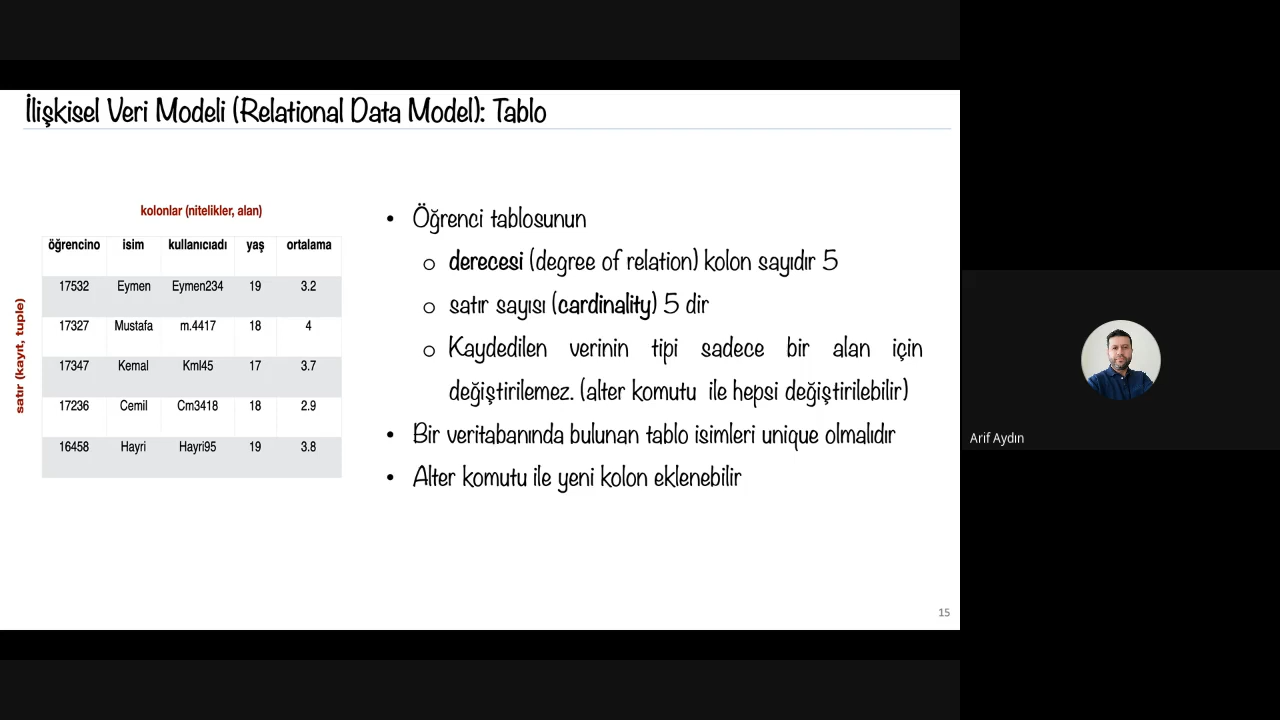 İlişkisel Veri Modeli (Relational Data Model): Tablo
kolonlar (nitelikler, alan)
satır (kayıt, tuple)
öğrencino isim kullanıcıadı yaş ortalama
17532 Eymen Eymen234 19 3.2
17327 Mustafa m.4417 18 4
17347 Kemal Kml45 17 3.7
17236 Cemil Cm3418 18 2.9
16458 Hayri Hayri95 19 3.8
• Öğrenci tablosunun
o derecesi (degree of relation) kolon sayıdır 5
o satır sayısı (cardinality) 5 dir
o Kaydedilen verinin tipi sadece bir alan için
değiştirilemez. (alter komutu ile hepsi değiştirilebilir)
• Bir veritabanında bulunan tablo isimleri unique olmalıdır
• Alter komutu ile yeni kolon eklenebilir
15
Arif Aydın